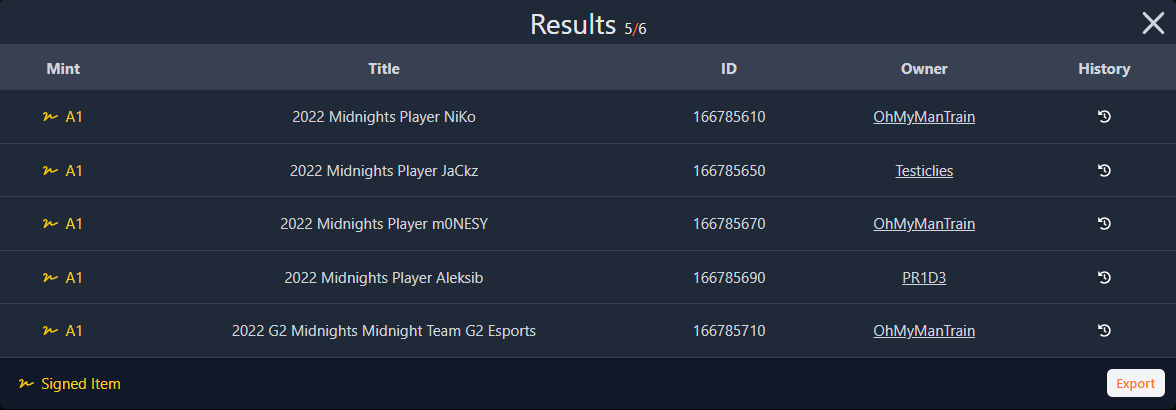 Results 5/6
Mint Title ID Owner History
A1 2022 Midnights Player NiKo 166785610 OhMyManTrain
A1 2022 Midnights Player JaCkz 166785650 Testiclies
A1 2022 Midnights Player m0NESY 166785670 OhMyManTrain
A1 2022 Midnights Player Aleksib 166785690 PR1D3
A1 2022 G2 Midnights Midnight Team G2 Esports 166785710 OhMyManTrain
Signed Item Export